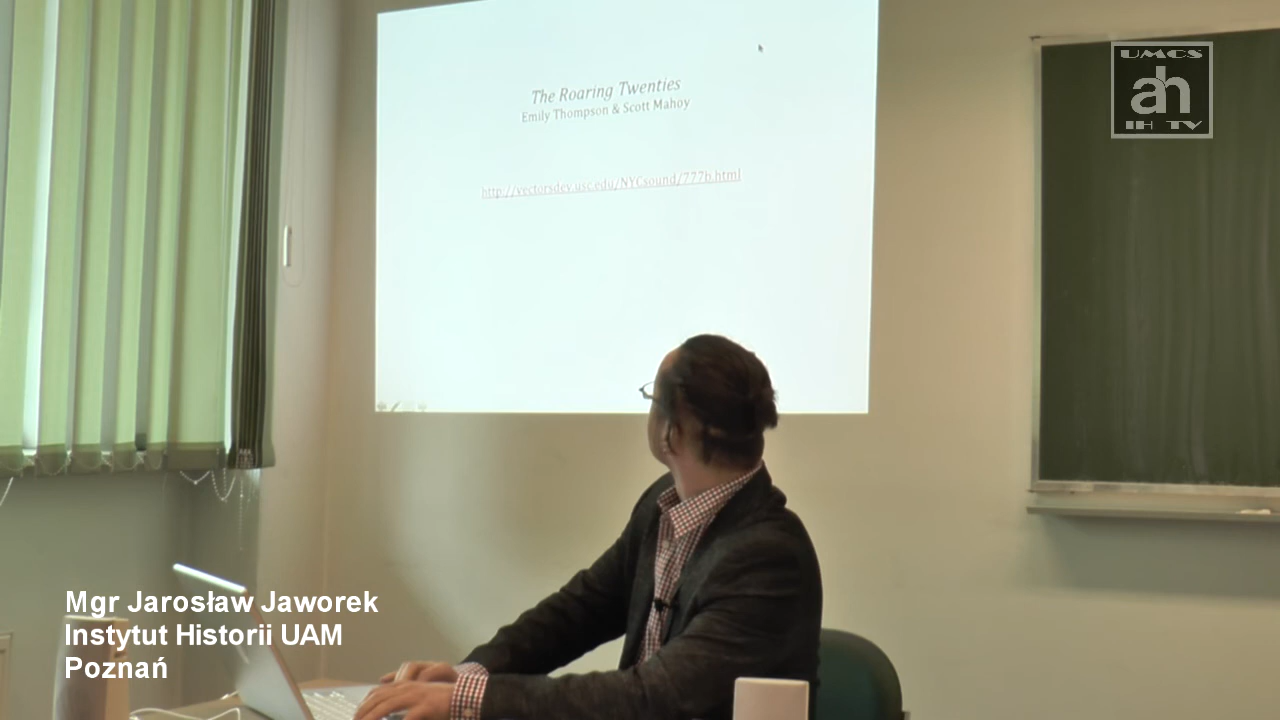 The Roaring Twenties
Emily Thompson & Scott Mahoy
http://vectorsdev.usc.edu/NYCsound/777b.html
UMCS
ah
IH TV
Mgr Jarosław Jaworek
Instytut Historii UAM
Poznań